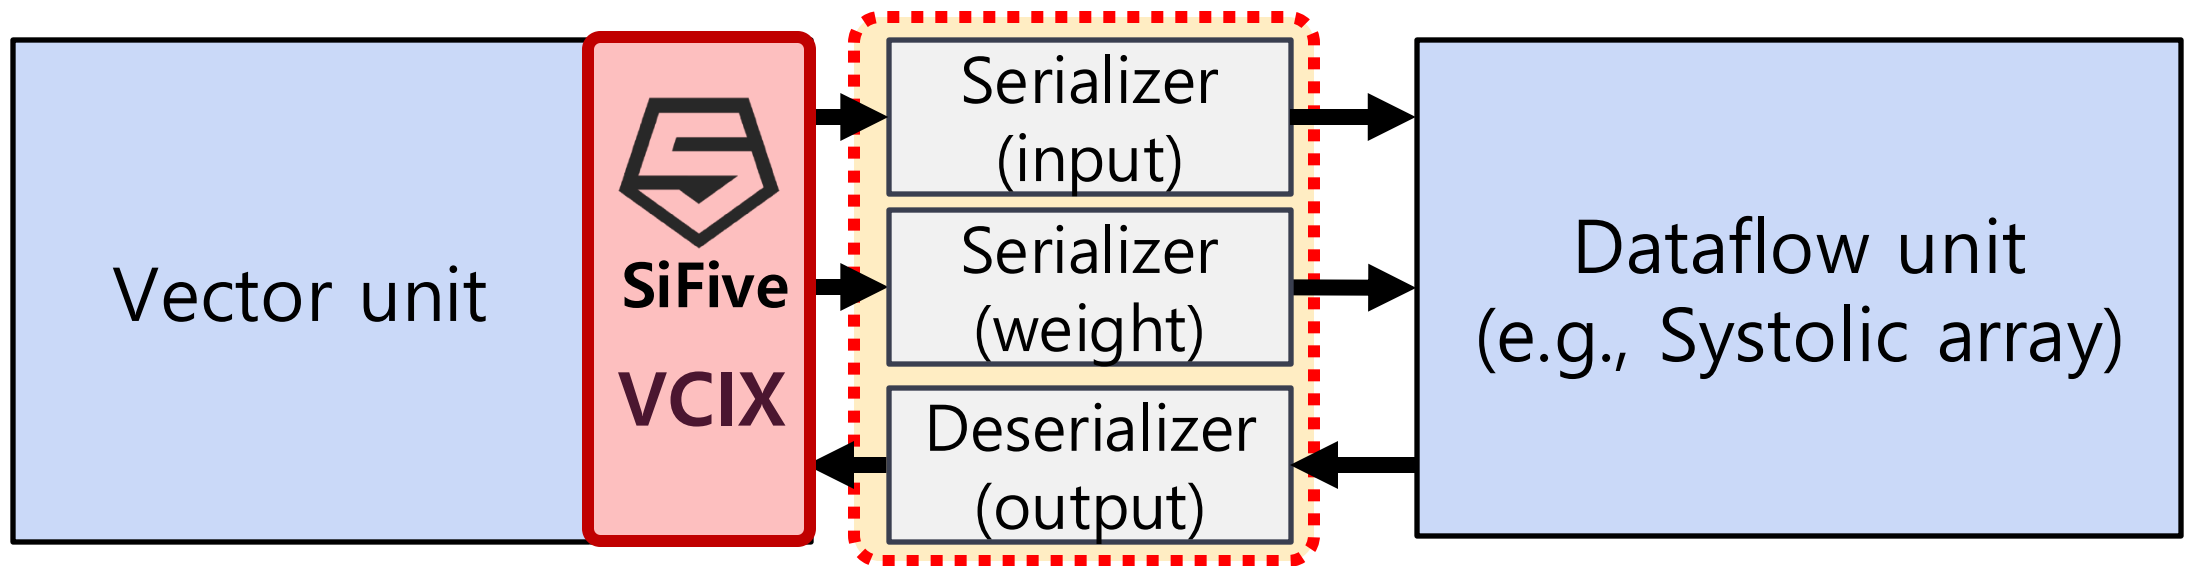 Vector unit
SiFive
VCIX
Serializer
(input)
Serializer
(weight)
Deserializer
(output)
Dataflow unit
(e.g., Systolic array)